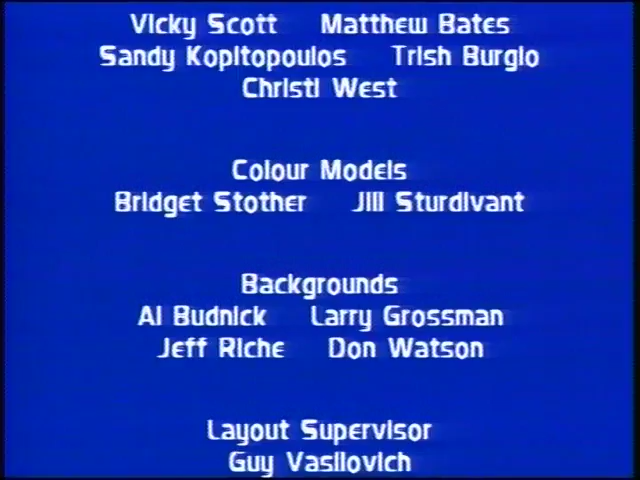 Vicky Scott Matthew Bates
Sandy Kopitopoulos Trish Burgio
Christi West
Colour Models
Bridget Stother Jill Sturdivant
Backgrounds
Al Budnick Larry Grossman
Jeff Riche Don Watson
Layout Supervisor
Guy Vasilovich